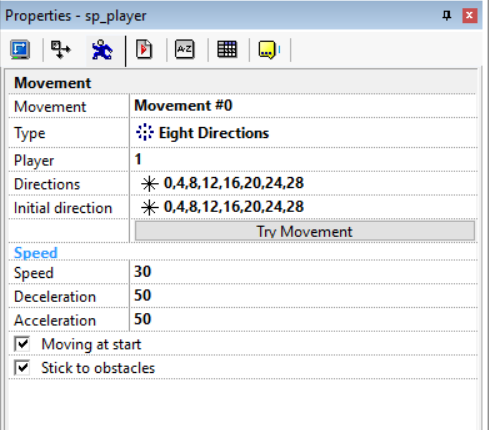 Properties - sp_player
A-Z
Movement
Movement Movement #0
Type Eight Directions
Player 1
Directions 0,4,8,12,16,20,24,28
Initial direction 0,4,8,12,16,20,24,28
Try Movement
Speed
Speed 30
Deceleration 50
Acceleration 50
Moving at start
Stick to obstacles